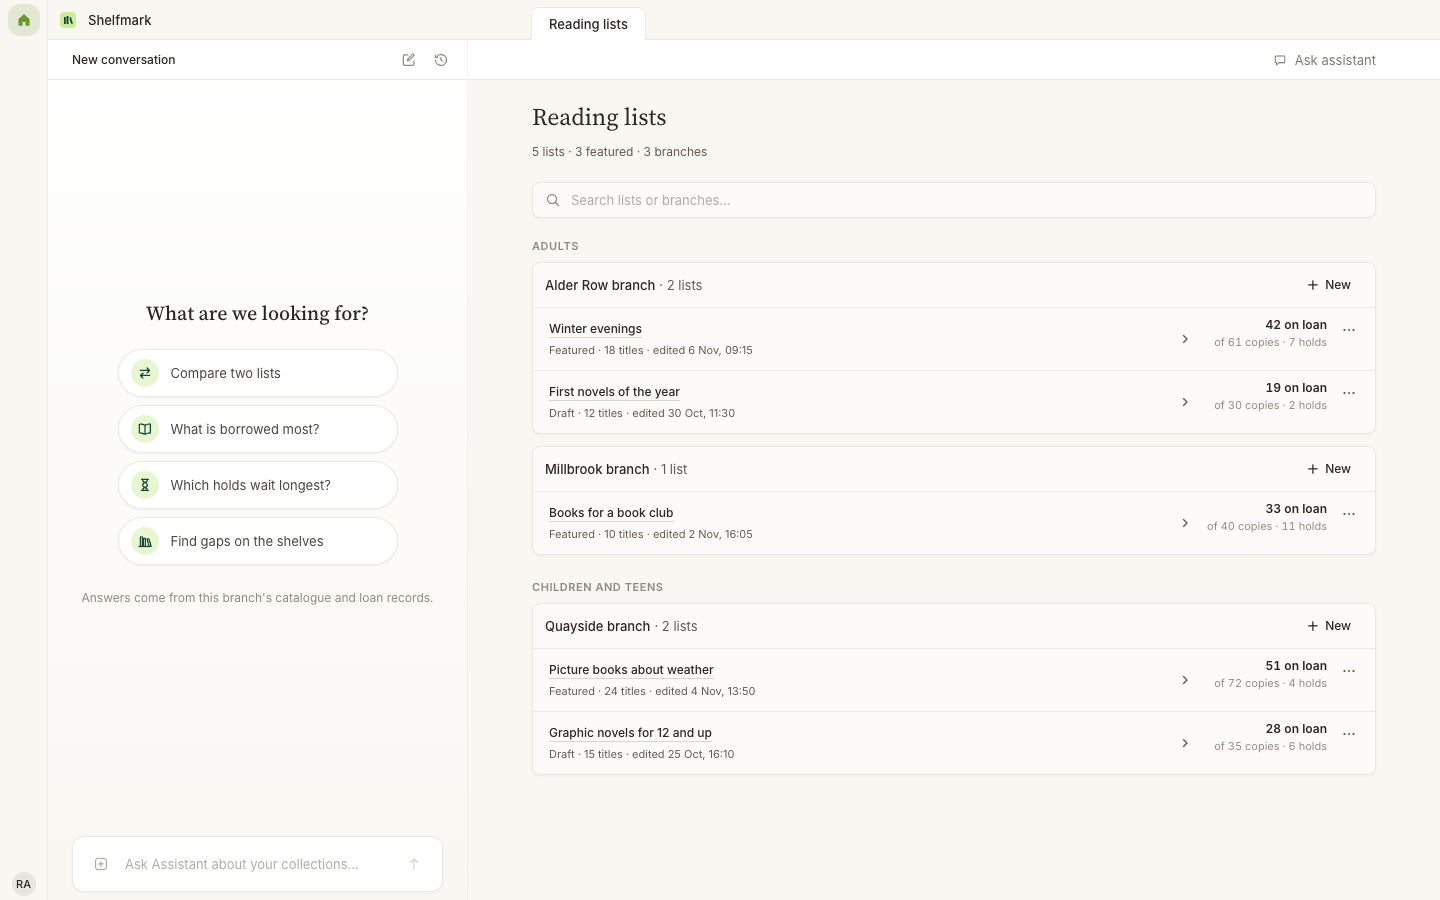 Shelfmark
Reading lists
New conversation
Ask assistant
What are we looking for?
Compare two lists
What is borrowed most?
Which holds wait longest?
Find gaps on the shelves
Answers come from this branch's catalogue and loan records.
Ask Assistant about your collections...
RA
Reading lists
5 lists · 3 featured · 3 branches
Search lists or branches...
ADULTS
Alder Row branch · 2 lists
New
Winter evenings
Featured · 18 titles · edited 6 Nov, 09:15
42 on loan
of 61 copies · 7 holds
First novels of the year
Draft · 12 titles · edited 30 Oct, 11:30
19 on loan
of 30 copies · 2 holds
Millbrook branch · 1 list
New
Books for a book club
Featured · 10 titles · edited 2 Nov, 16:05
33 on loan
of 40 copies · 11 holds
CHILDREN AND TEENS
Quayside branch · 2 lists
New
Picture books about weather
Featured · 24 titles · edited 4 Nov, 13:50
51 on loan
of 72 copies · 4 holds
Graphic novels for 12 and up
Draft · 15 titles · edited 25 Oct, 16:10
28 on loan
of 35 copies · 6 holds